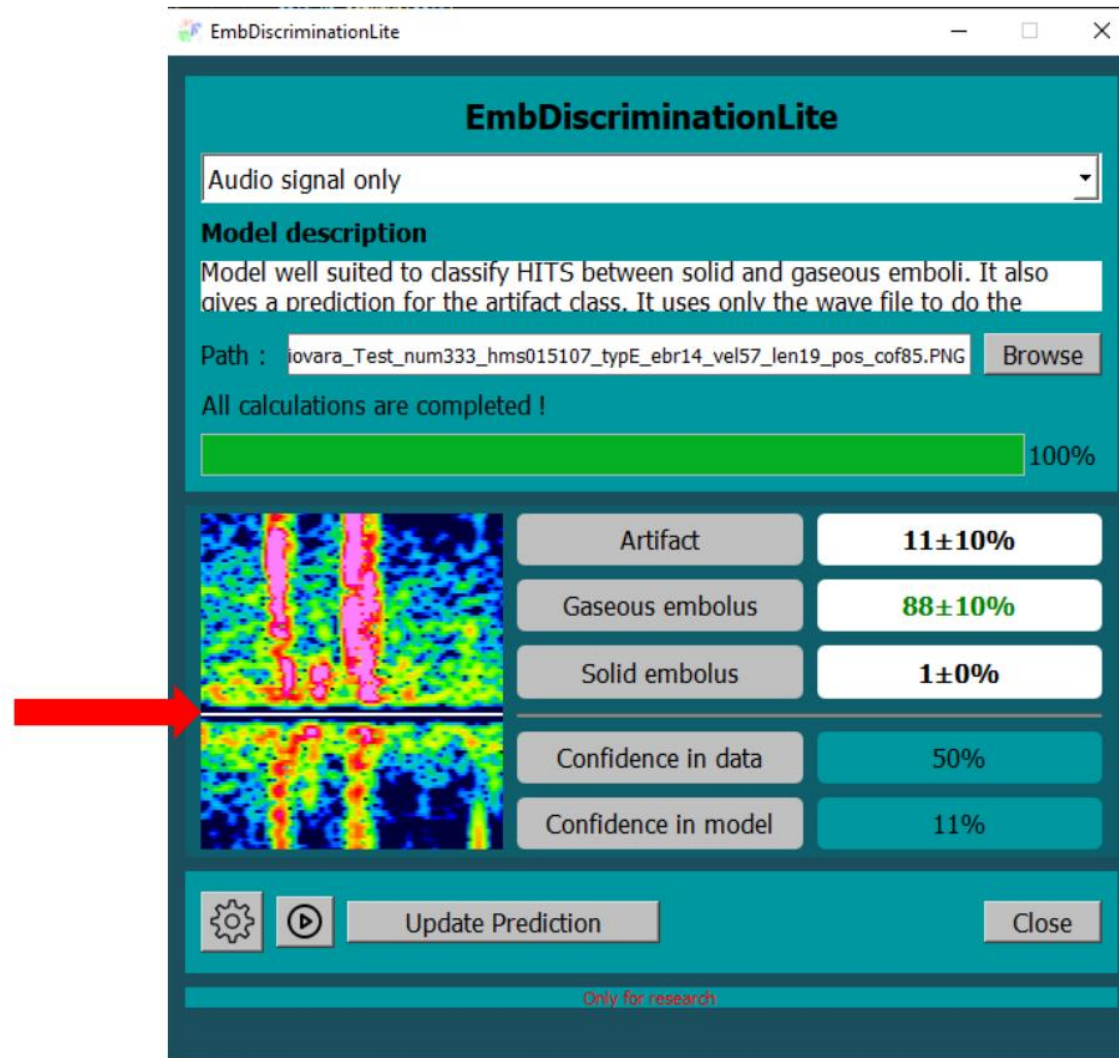 EmbDiscriminationLite
EmbDiscriminationLite
Audio signal only
Model description
Model well suited to classify HITS between solid and gaseous emboli. It also
gives a prediction for the artifact class. It uses only the wave file to do the
Path : iovara_Test_num333_hms015107_typE_ebr14_vel57_len19_pos_cof85.PNG Browse
All calculations are completed !
100%
Artifact 11±10%
Gaseous embolus 88±10%
Solid embolus 1±0%
Confidence in data 50%
Confidence in model 11%
Update Prediction Close
Only for research